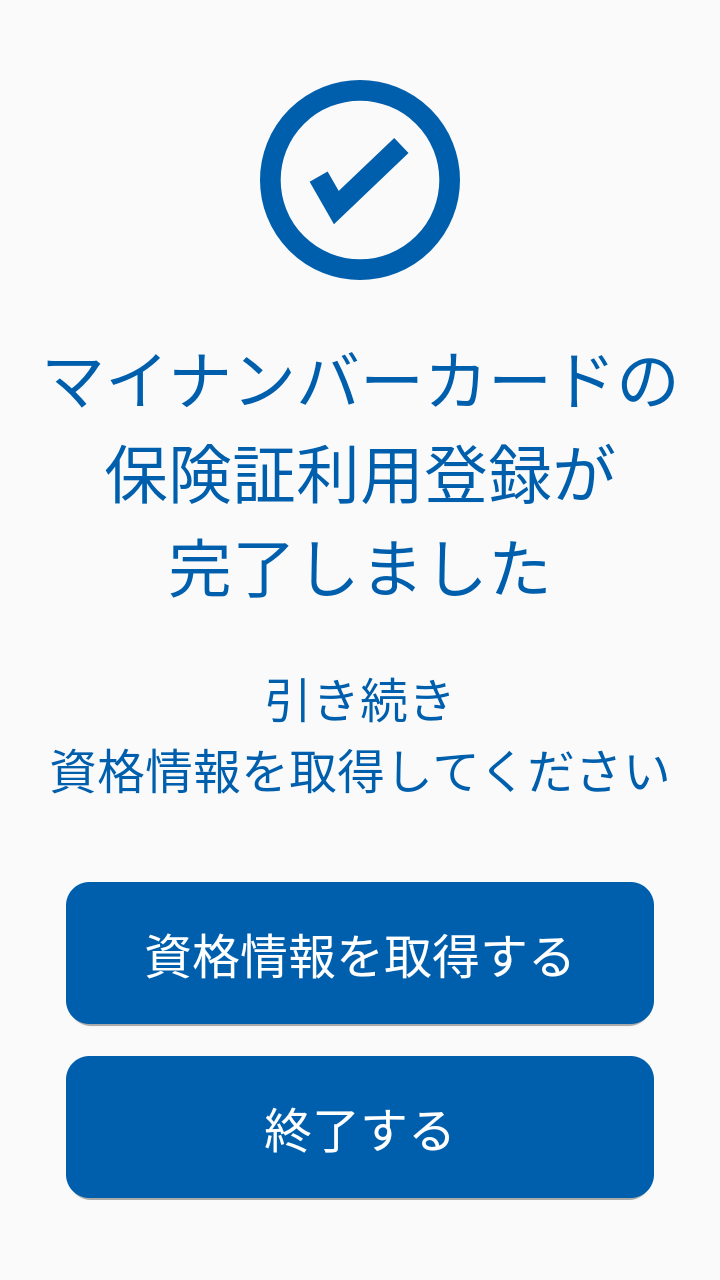 マイナンバーカードの
保険証利用登録が
完了しました
引き続き
資格情報を取得してください
資格情報を取得する
終了する